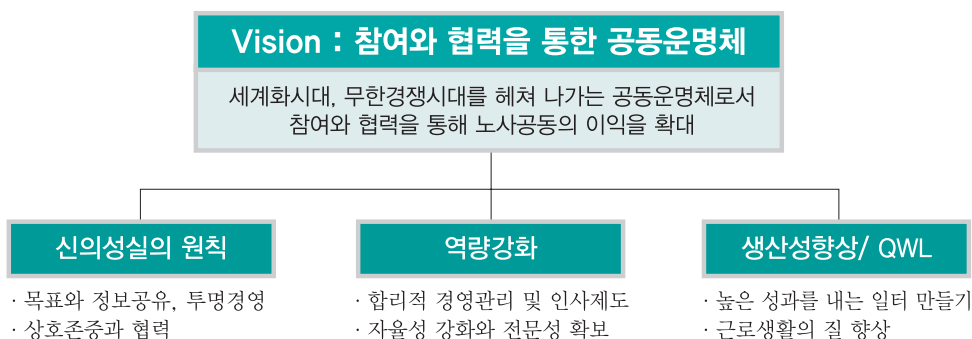 Vision : 참여와 협력을 통한 공동운명체
세계화시대, 무한경쟁시대를 헤쳐 나가는 공동운명체로서
참여와 협력을 통해 노사공동의 이익을 확대
신의성실의 원칙
· 목표와 정보공유, 투명경영
· 상호존중과 협력
역량강화
· 합리적 경영관리 및 인사제도
· 자율성 강화와 전문성 확보
생산성향상/ QWL
· 높은 성과를 내는 일터 만들기
· 근로생활의 질 향상